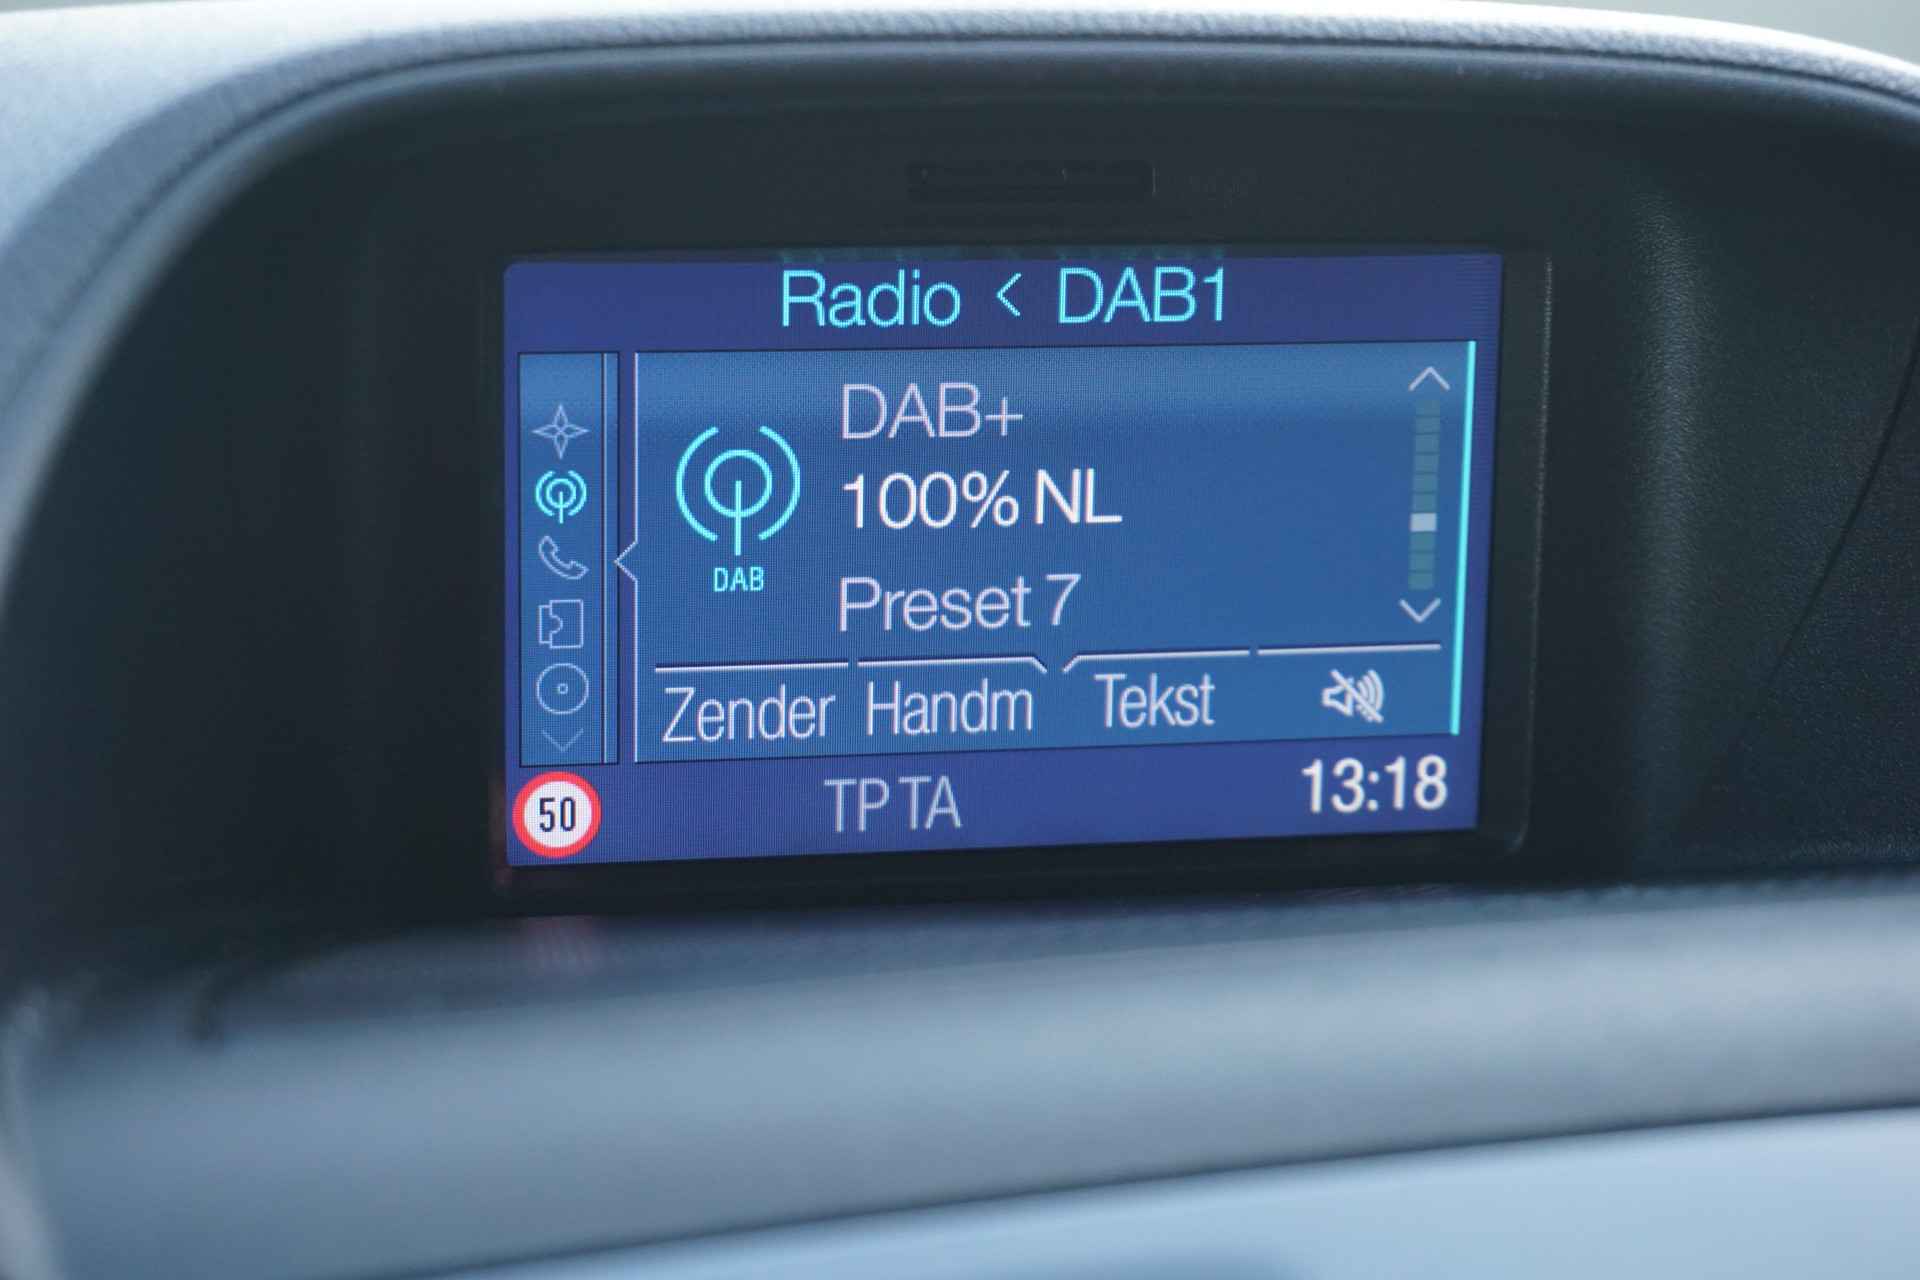 Radio < DAB1
DAB+
100% NL
DAB
Preset 7
Zender Handm Tekst
50 TP TA 13:18